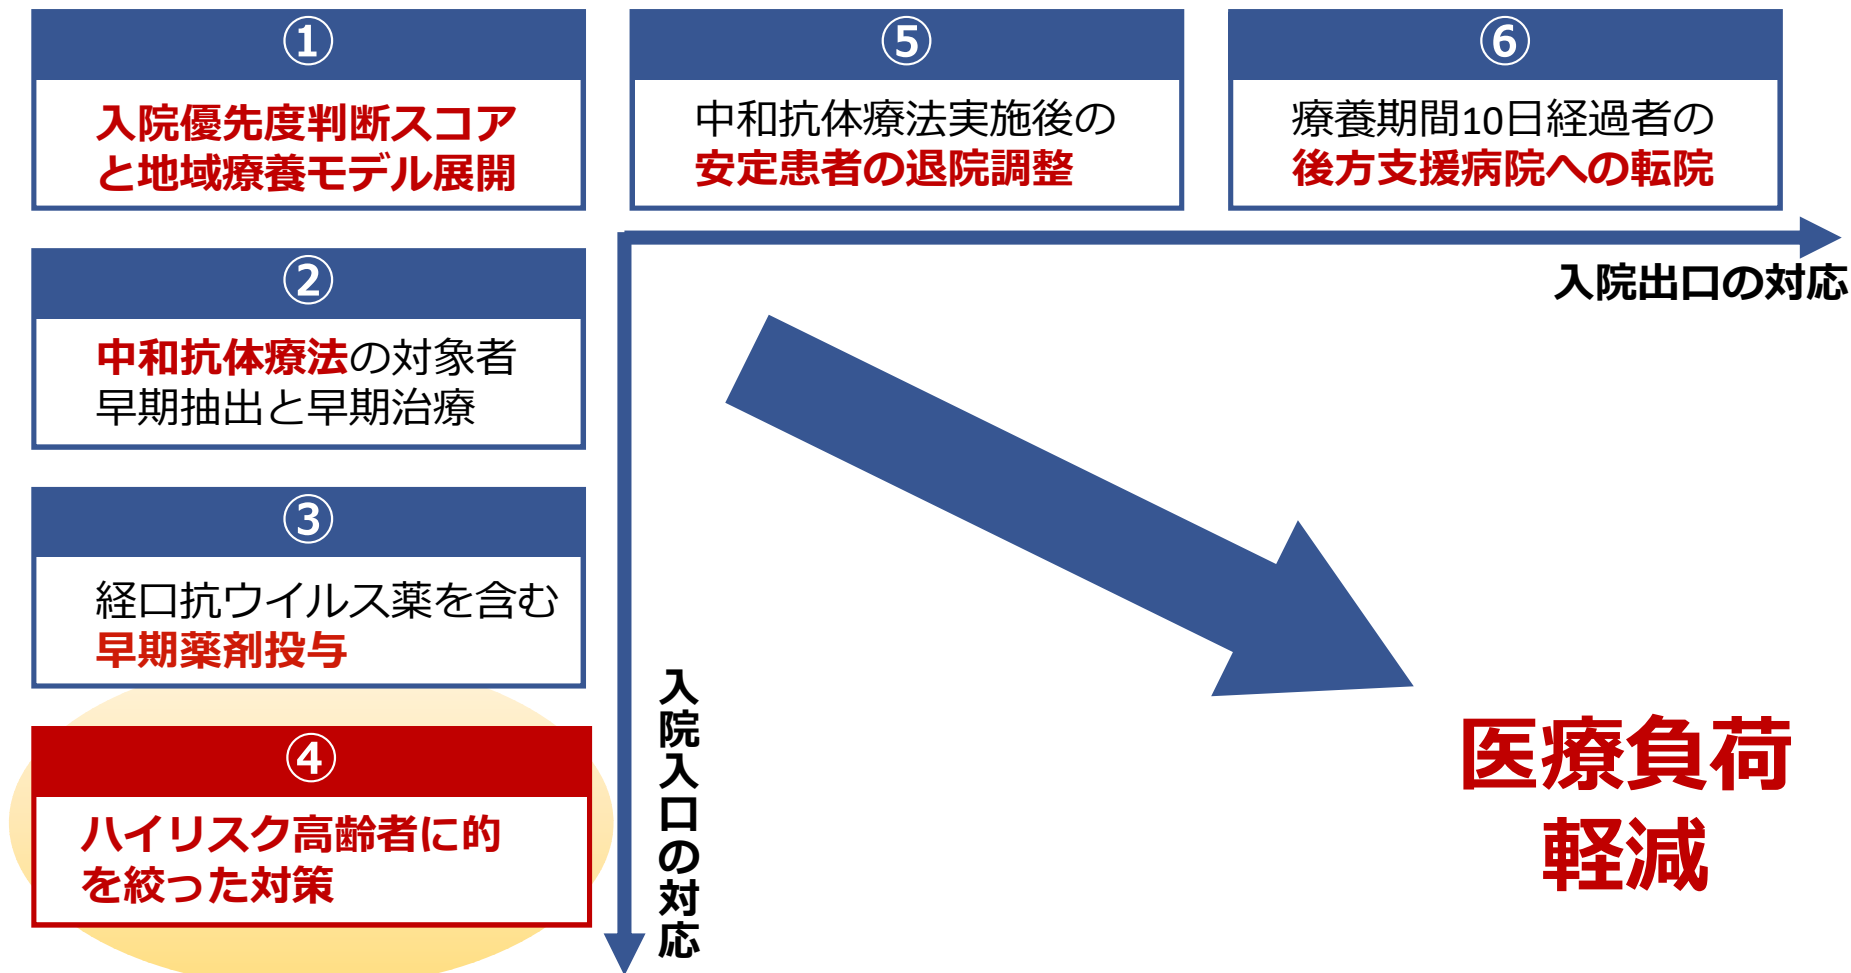 ①
入院優先度判断スコア
と地域療養モデル展開
⑤
中和抗体療法実施後の
安定患者の退院調整
⑥
療養期間10日経過者の
後方支援病院への転院
入院出口の対応
②
中和抗体療法の対象者
早期抽出と早期治療
③
経口抗ウイルス薬を含む
早期薬剤投与
④
ハイリスク高齢者に的
を絞った対策
入院入口の対応
医療負荷
軽減